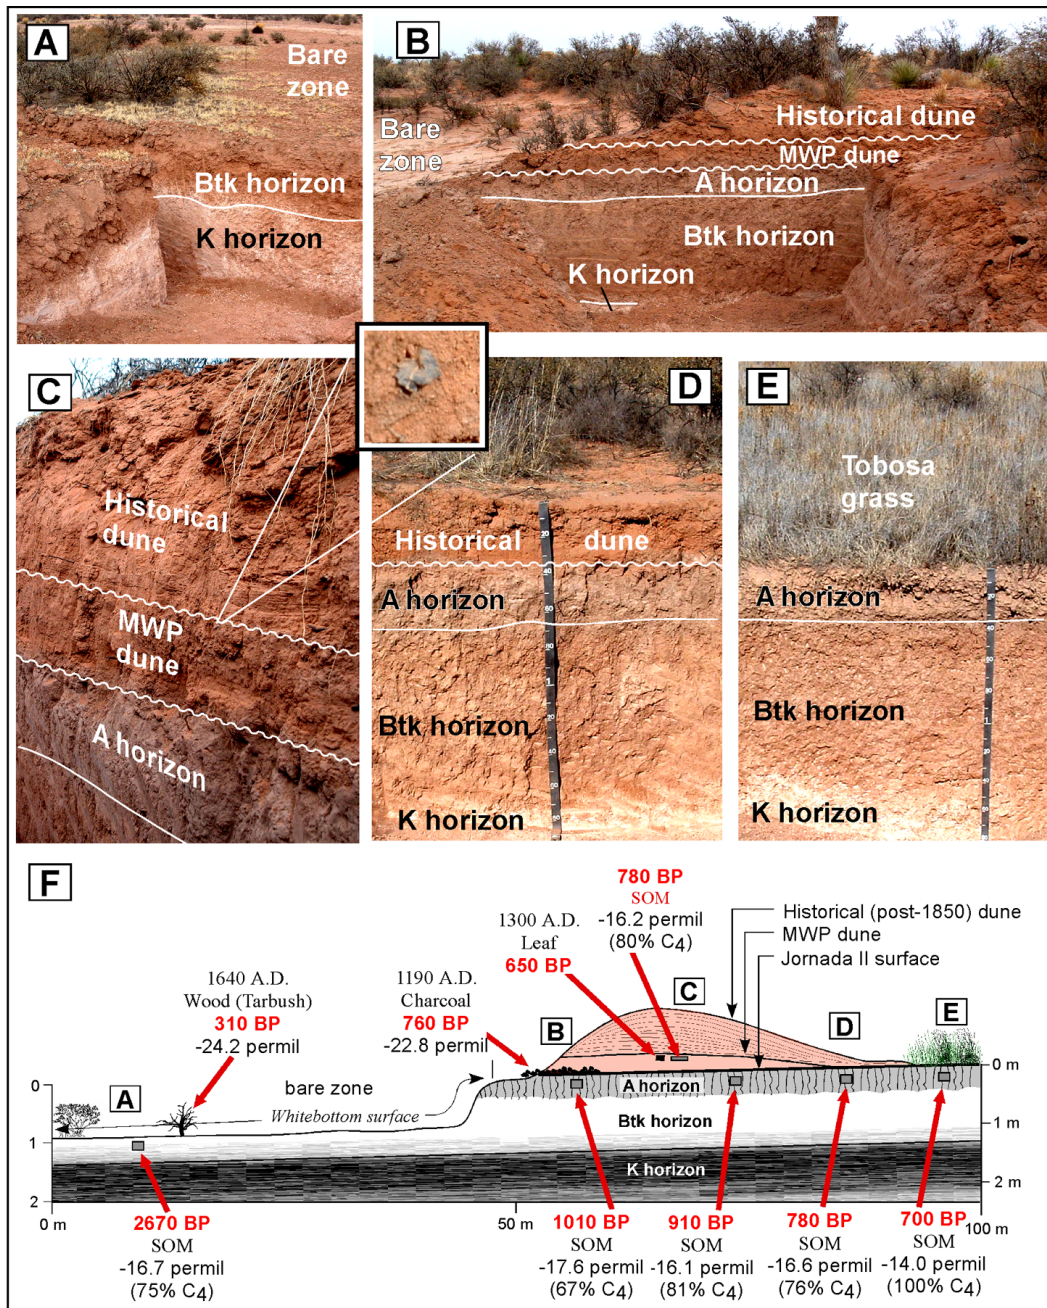 A
Bare
zone
Btk horizon
K horizon
B
Bare
zone
Historical dune
MWP dune
A horizon
Btk horizon
K horizon
C
Historical
dune
MWP
dune
A horizon
D
Historical dune
A horizon
Btk horizon
K horizon
E
Tobosa
grass
A horizon
Btk horizon
K horizon
F
780 BP
SOM
-16.2 permil
(80% C4)
1300 A.D.
Leaf
650 BP
Historical (post-1850) dune
MWP dune
Jornada II surface
1640 A.D.
Wood (Tarbush)
310 BP
-24.2 permil
1190 A.D.
Charcoal
760 BP
-22.8 permil
A
B
C
D
E
bare zone
Whitebottom surface
A horizon
Btk horizon
K horizon
0
1
2
0 m
1 m
2 m
0 m
50 m
100 m
2670 BP
SOM
-16.7 permil
(75% C4)
1010 BP
SOM
-17.6 permil
(67% C4)
910 BP
SOM
-16.1 permil
(81% C4)
780 BP
SOM
-16.6 permil
(76% C4)
700 BP
SOM
-14.0 permil
(100% C4)